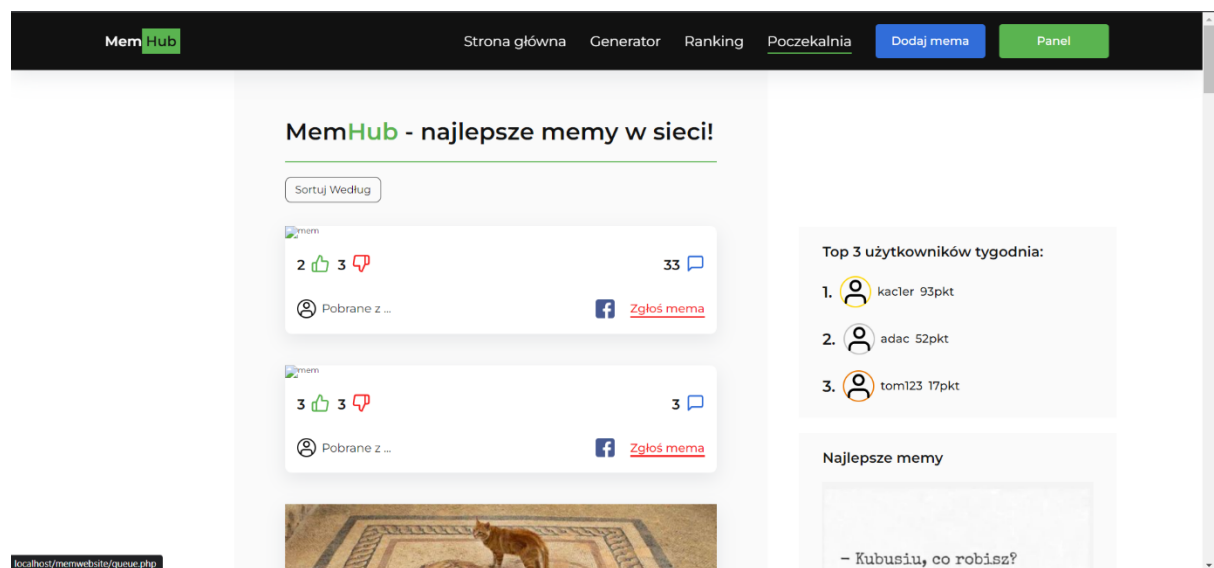 MemHub
Strona główna Generator Ranking Poczekalnia Dodaj mema Panel
MemHub - najlepsze memy w sieci!
Sortuj Według
mem
2 3 33
Pobrane z ...
Zgłoś mema
mem
3 3 3
Pobrane z ...
Zgłoś mema
Top 3 użytkowników tygodnia:
1. kac1er 93pkt
2. adac 52pkt
3. tom123 17pkt
Najlepsze memy
– Kubusiu, co robisz?
localhost/memwebsite/queue.php